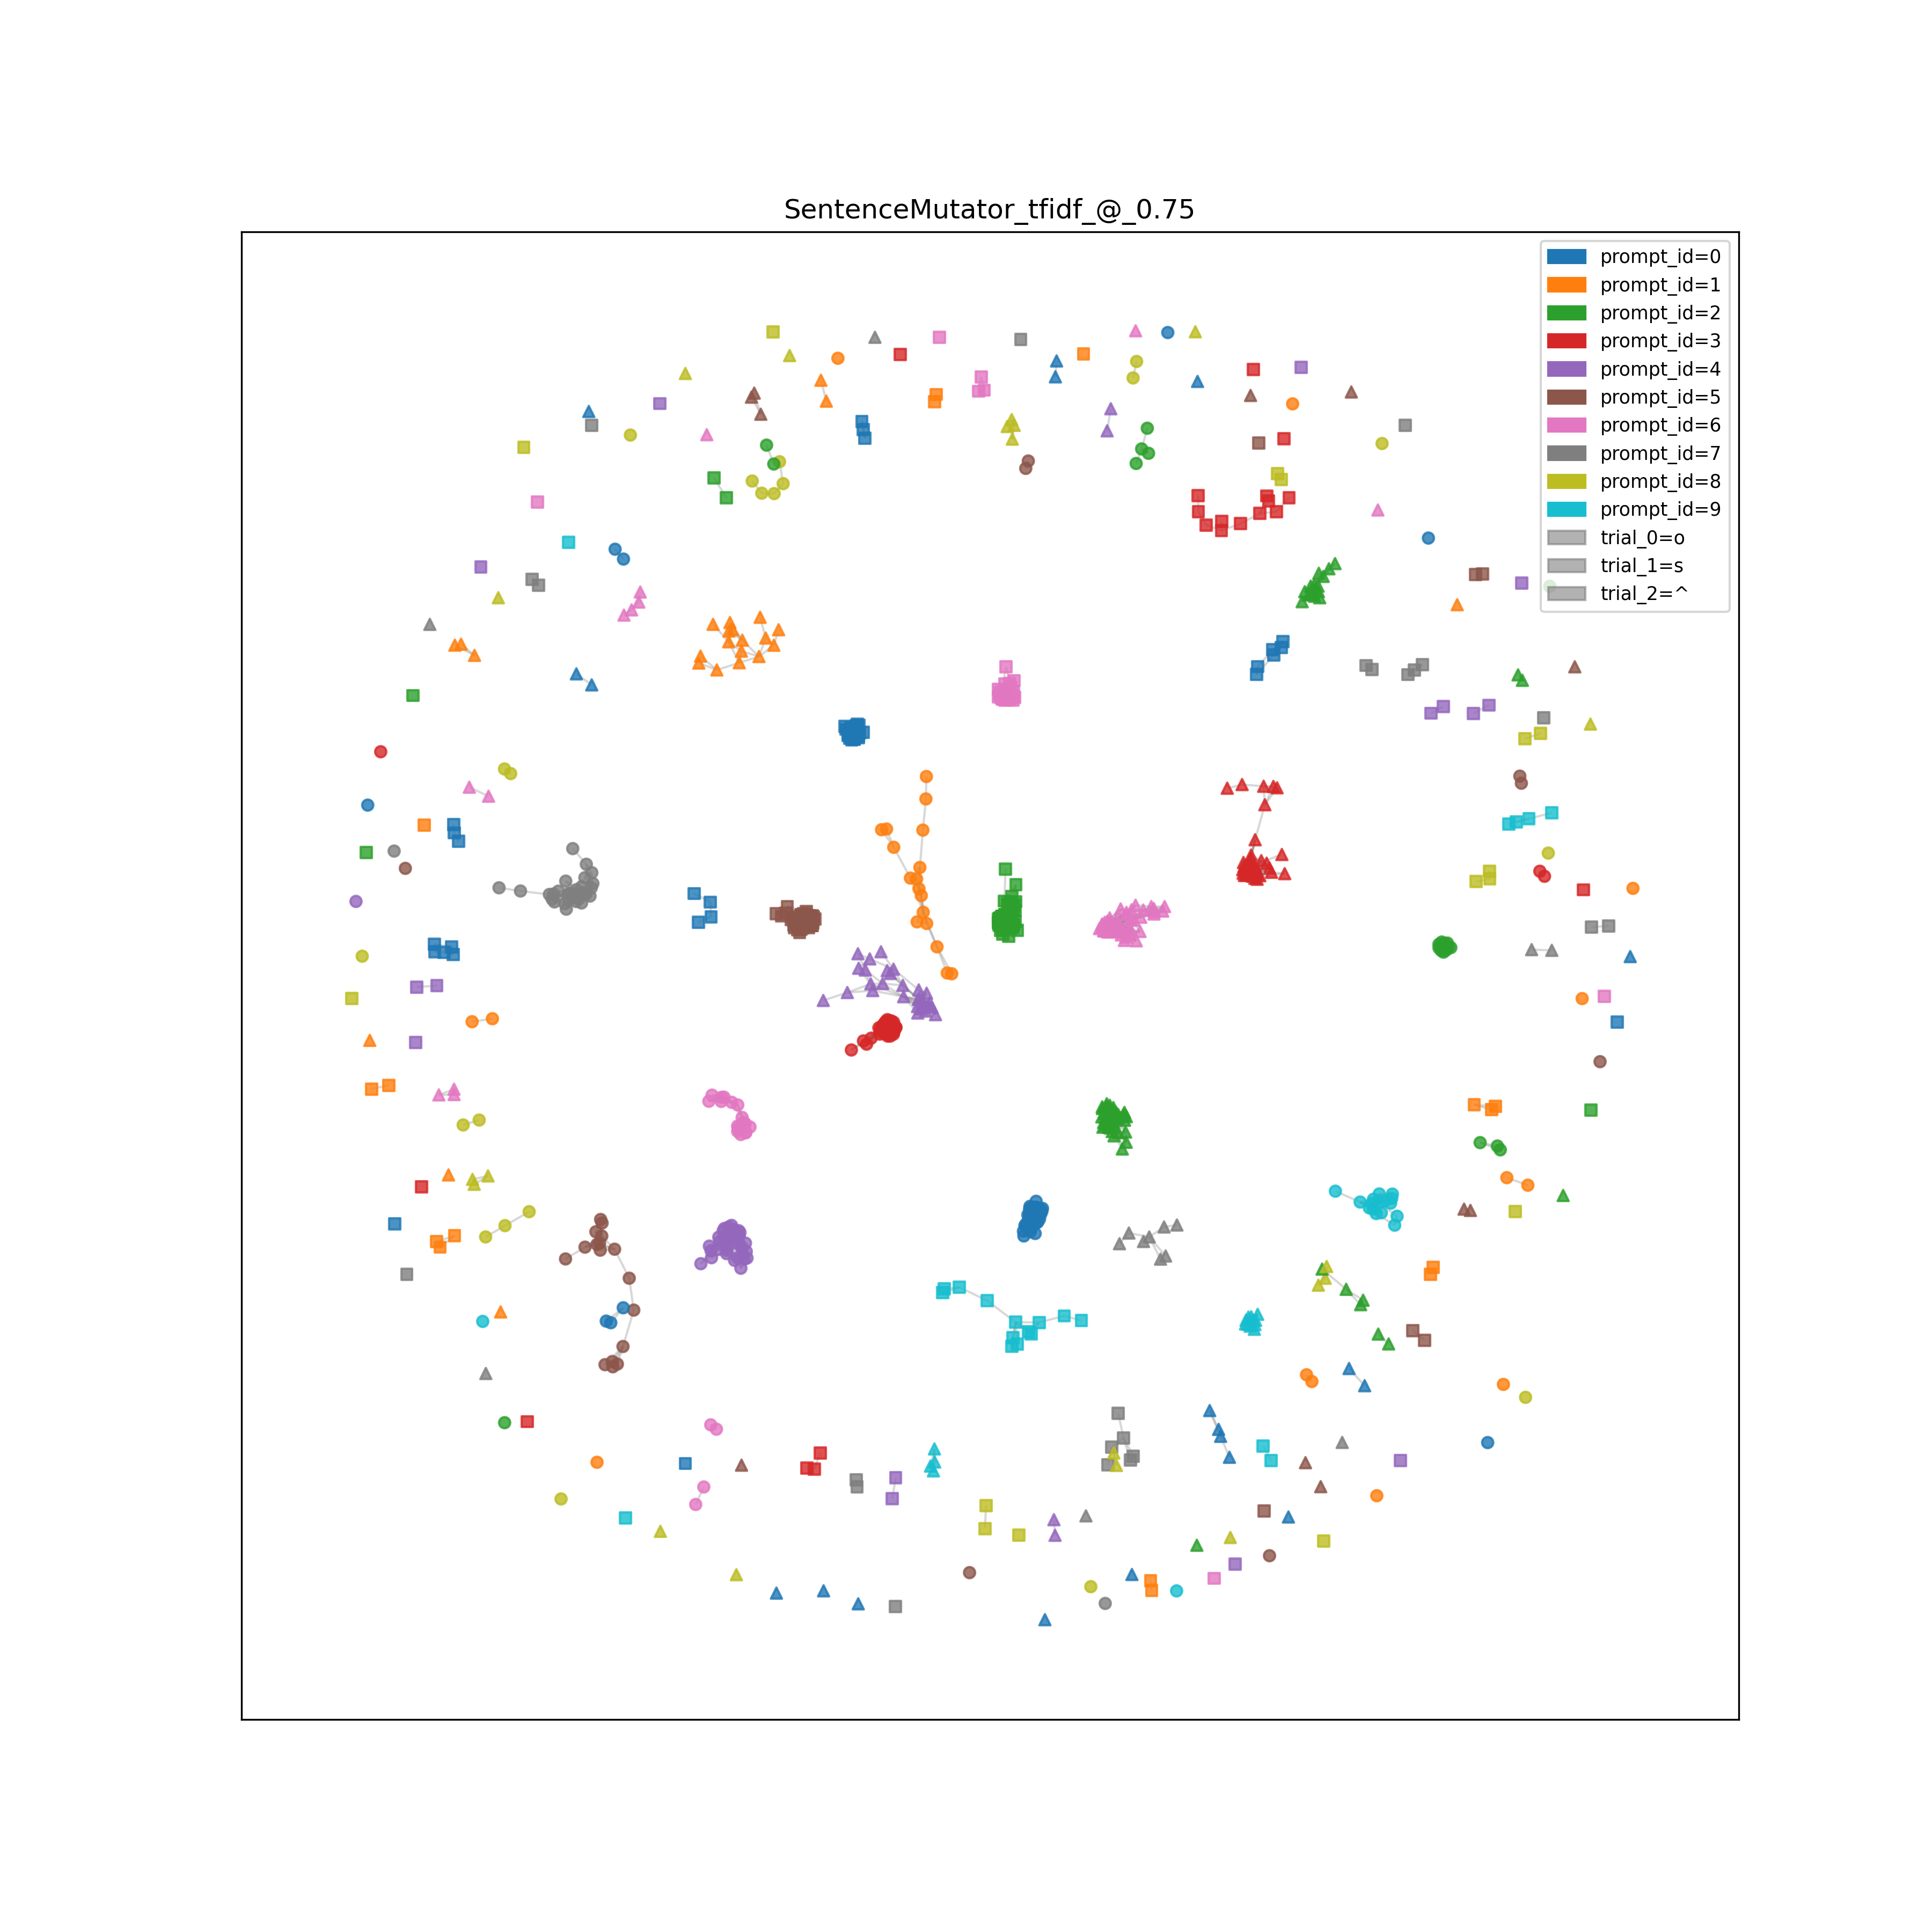 SentenceMutator_tfidf_@_0.75
prompt_id=0
prompt_id=1
prompt_id=2
prompt_id=3
prompt_id=4
prompt_id=5
prompt_id=6
prompt_id=7
prompt_id=8
prompt_id=9
trial_0=o
trial_1=s
trial_2=^